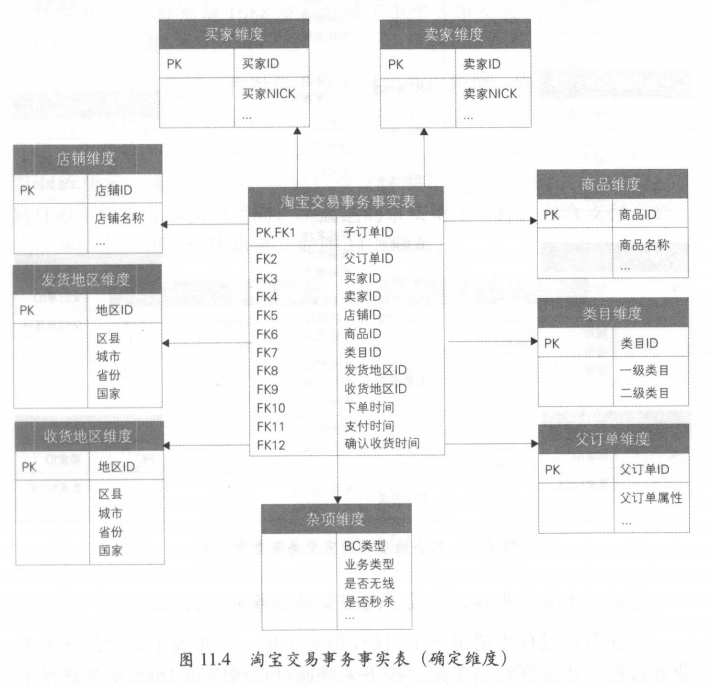 买家维度
PK 买家ID
买家NICK
...
卖家维度
PK 卖家ID
卖家NICK
...
店铺维度
PK 店铺ID
店铺名称
...
淘宝交易事务事实表
PK,FK1 子订单ID
FK2 父订单ID
FK3 买家ID
FK4 卖家ID
FK5 店铺ID
FK6 商品ID
FK7 类目ID
FK8 发货地区ID
FK9 收货地区ID
FK10 下单时间
FK11 支付时间
FK12 确认收货时间
商品维度
PK 商品ID
商品名称
...
发货地区维度
PK 地区ID
区县
城市
省份
国家
类目维度
PK 类目ID
一级类目
二级类目
收货地区维度
PK 地区ID
区县
城市
省份
国家
父订单维度
PK 父订单ID
父订单属性
...
杂项维度
BC类型
业务类型
是否无线
是否秒杀
...
图 11.4 淘宝交易事务事实表（确定维度）